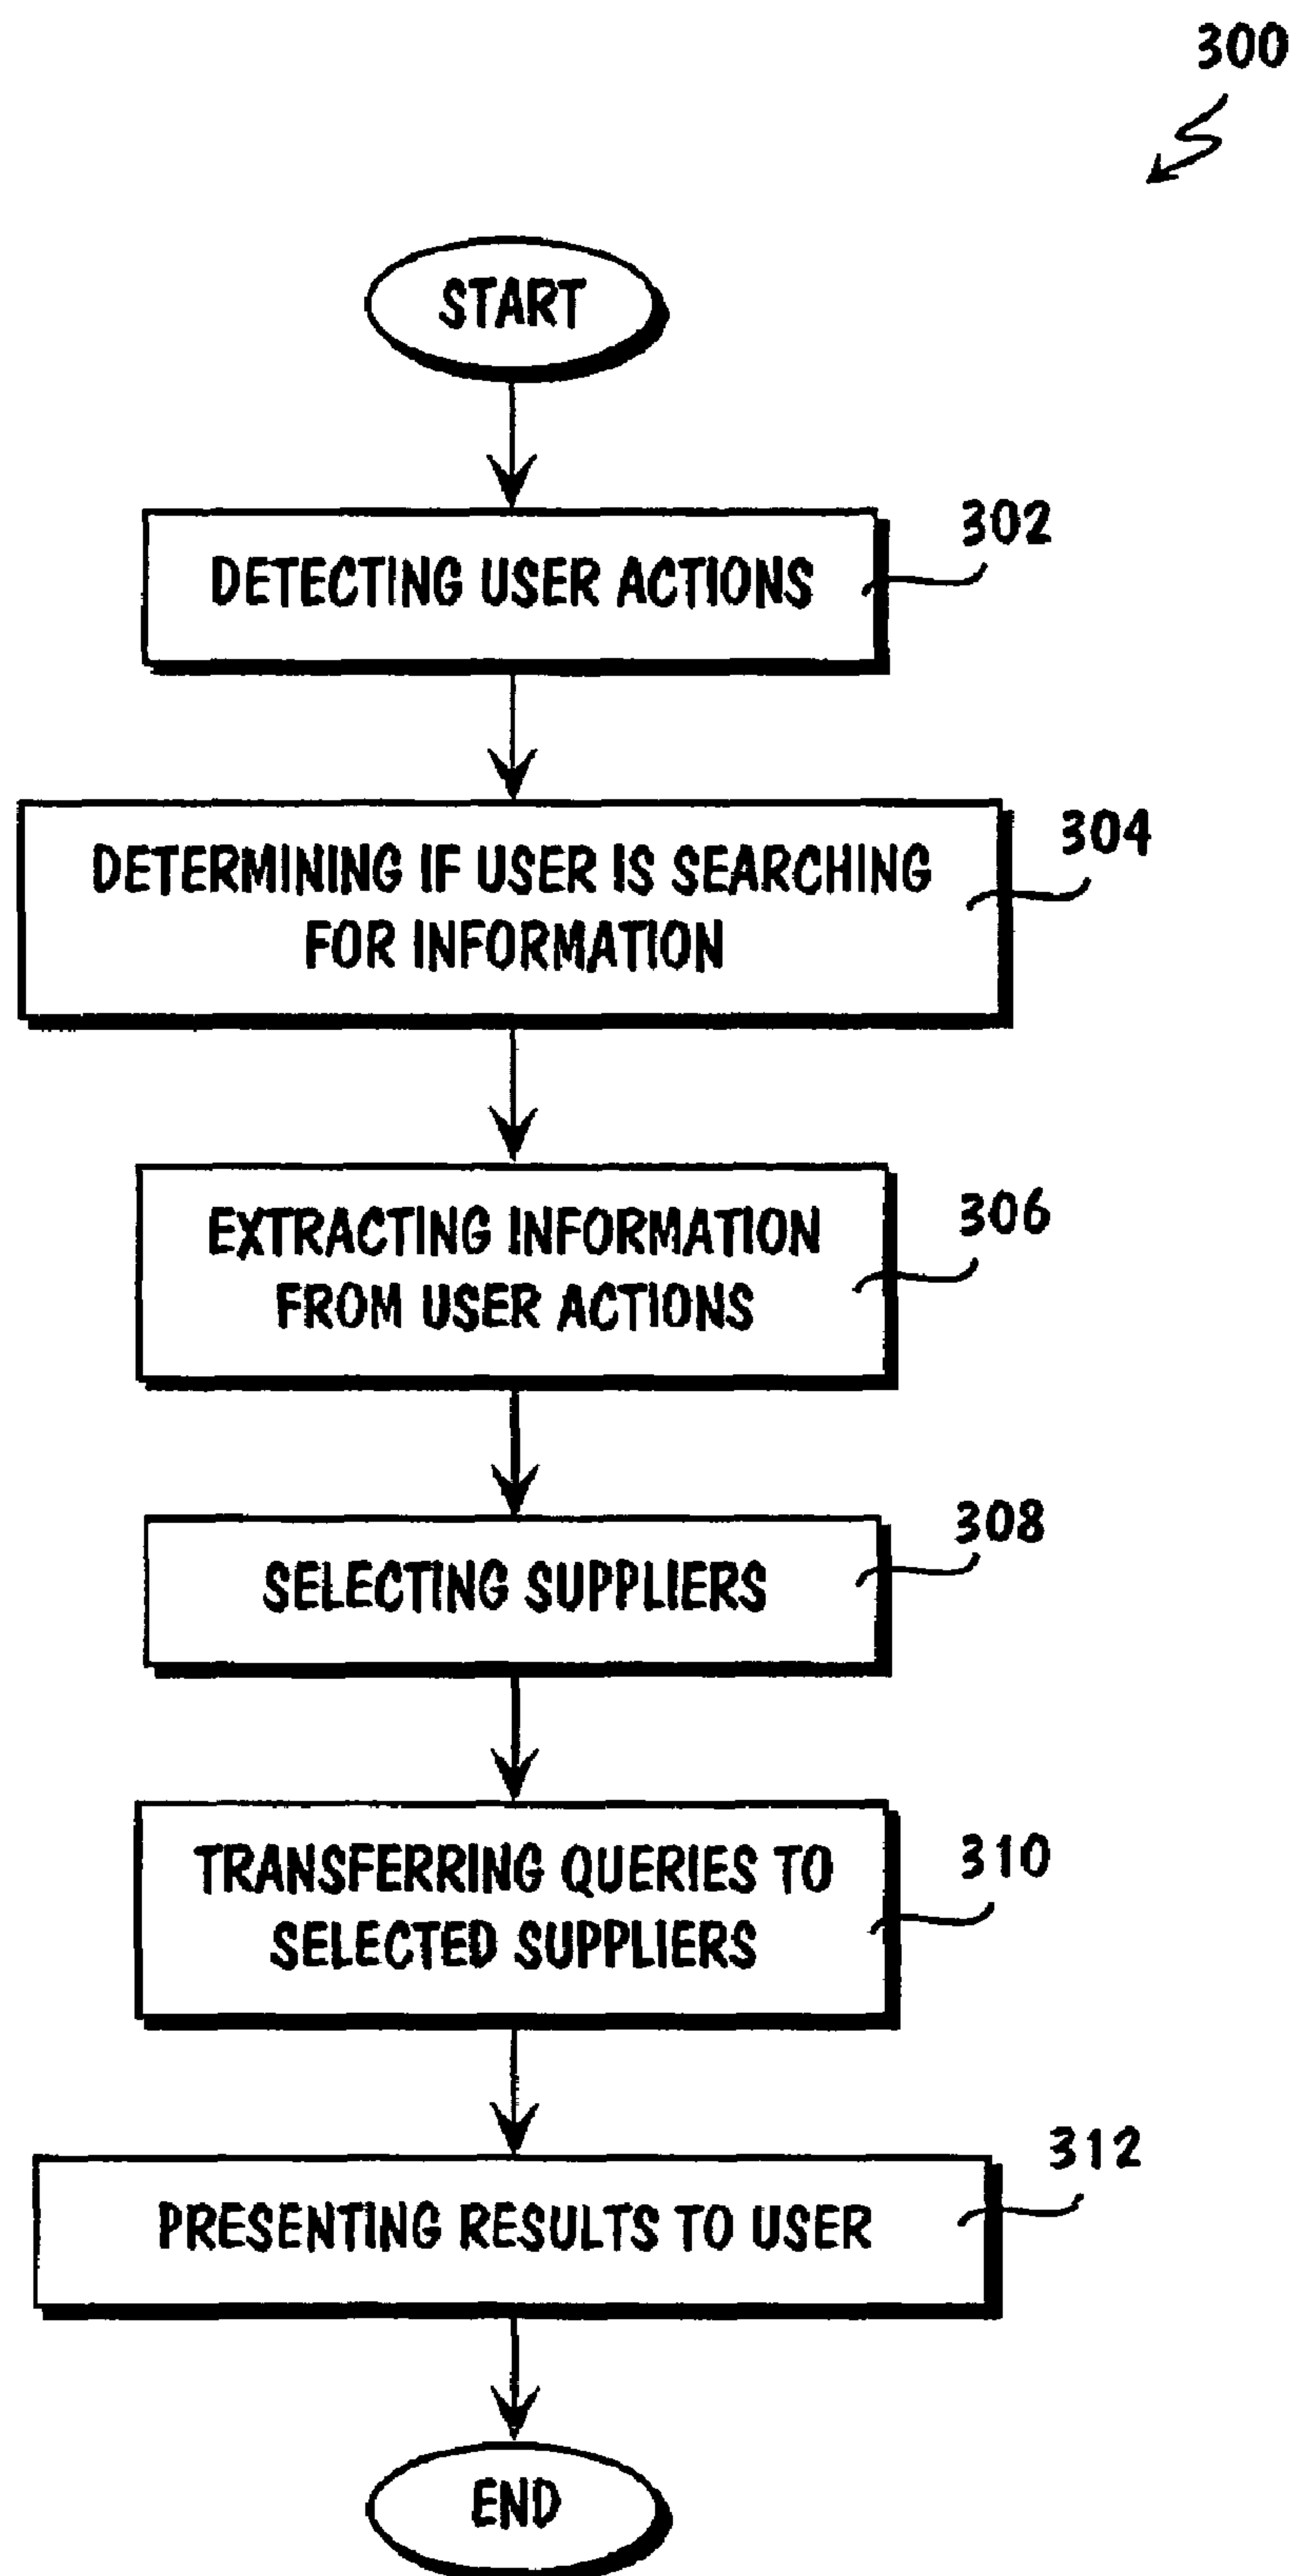 300
START
DETECTING USER ACTIONS
302
DETERMINING IF USER IS SEARCHING
FOR INFORMATION
304
EXTRACTING INFORMATION
FROM USER ACTIONS
306
SELECTING SUPPLIERS
308
TRANSFERRING QUERIES TO
SELECTED SUPPLIERS
310
PRESENTING RESULTS TO USER
312
END